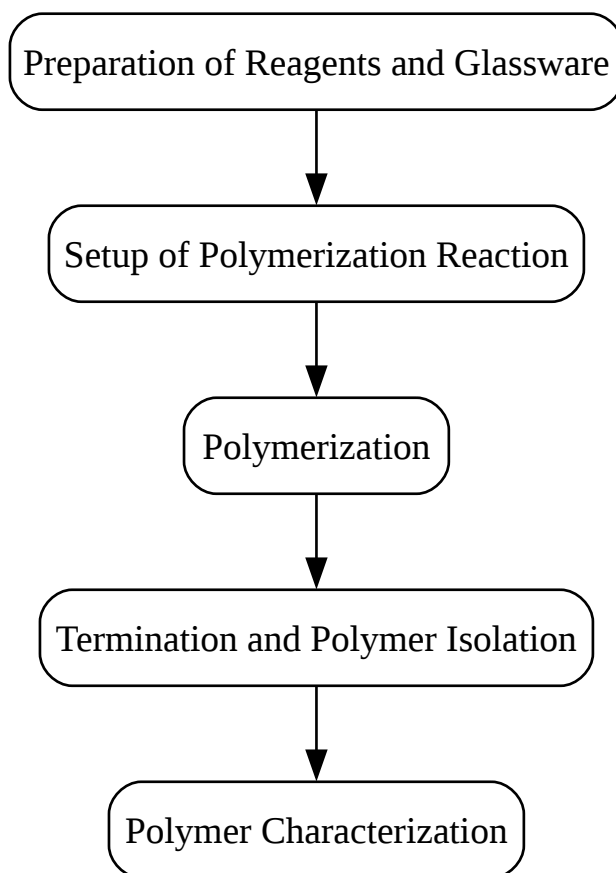 Preparation of Reagents and Glassware
Setup of Polymerization Reaction
Polymerization
Termination and Polymer Isolation
Polymer Characterization